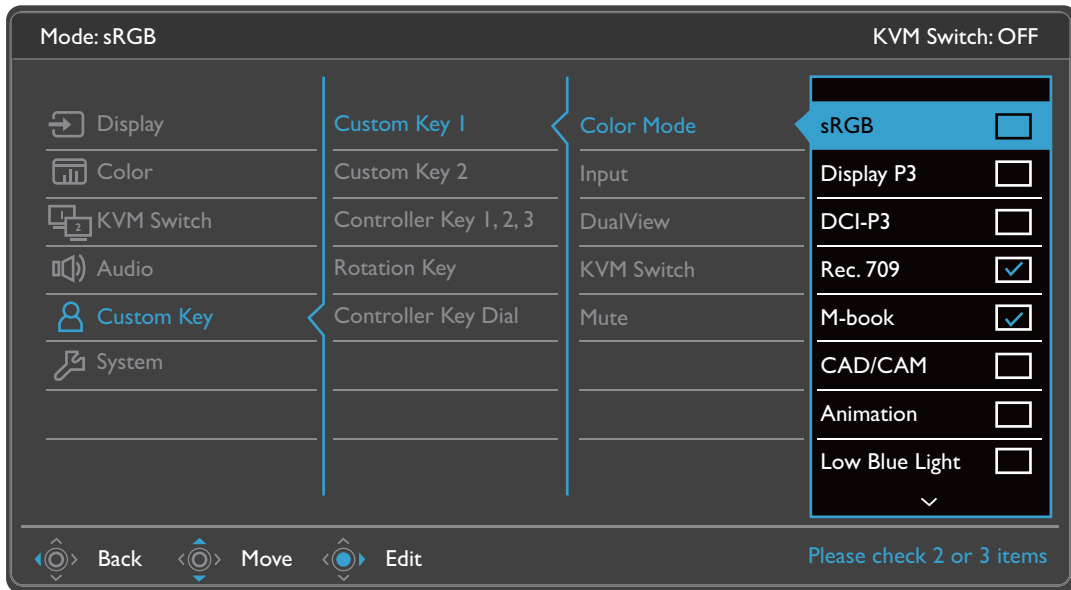 Mode: sRGB
KVM Switch: OFF
Display
Color
1 2 KVM Switch
Audio
Custom Key
System
Custom Key 1
Custom Key 2
Controller Key 1, 2, 3
Rotation Key
Controller Key Dial
Color Mode
Input
DualView
KVM Switch
Mute
sRGB
Display P3
DCI-P3
Rec. 709
M-book
CAD/CAM
Animation
Low Blue Light
Back
Move
Edit
Please check 2 or 3 items